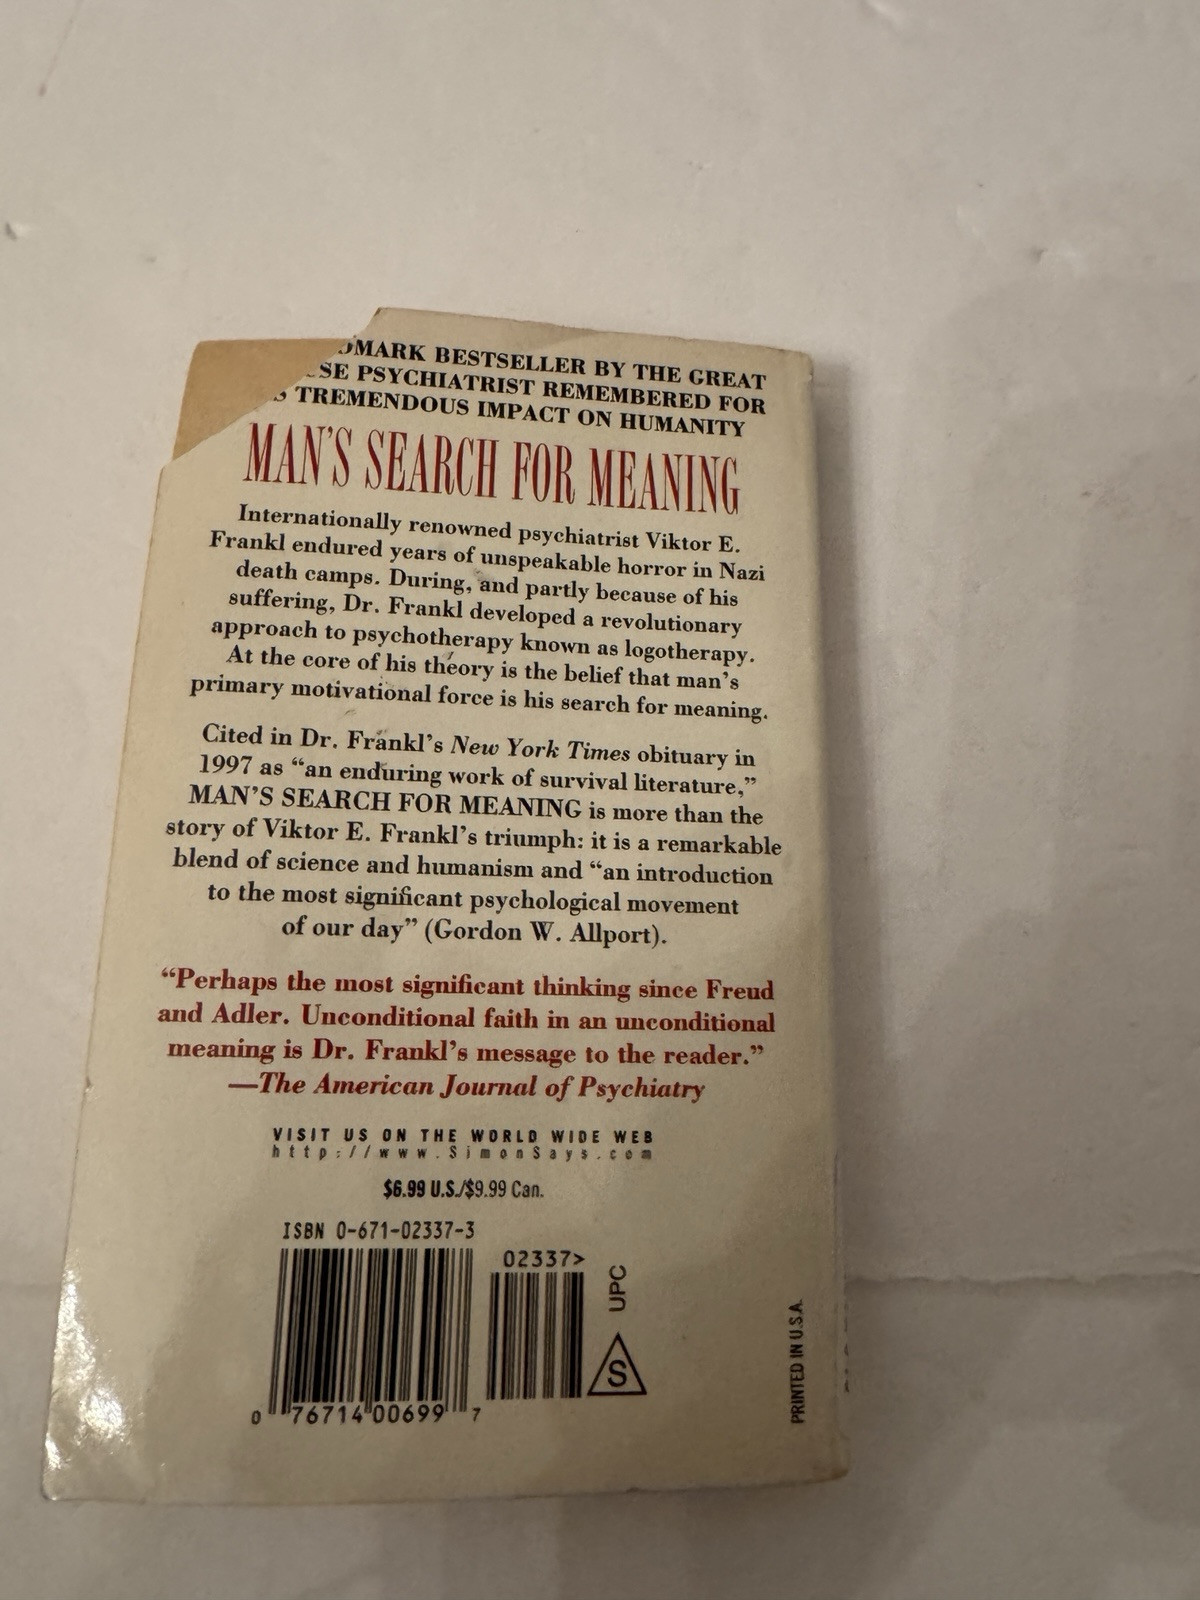 BESTSELLER BY THE GREAT
PSYCHIATRIST REMEMBERED FOR
TREMENDOUS IMPACT ON HUMANITY
MAN'S SEARCH FOR MEANING
Internationally renowned psychiatrist Viktor E.
Frankl endured years of unspeakable horror in Nazi
death camps. During, and partly because of his
suffering, Dr. Frankl developed a revolutionary
approach to psychotherapy known as logotherapy.
At the core of his theory is the belief that man's
primary motivational force is his search for meaning.
Cited in Dr. Frankl's New York Times obituary in
1997 as “an enduring work of survival literature,”
MAN'S SEARCH FOR MEANING is more than the
story of Viktor E. Frankl's triumph: it is a remarkable
blend of science and humanism and “an introduction
to the most significant psychological movement
of our day” (Gordon W. Allport).
“Perhaps the most significant thinking since Freud
and Adler. Unconditional faith in an unconditional
meaning is Dr. Frankl's message to the reader.”
—The American Journal of Psychiatry
VISIT US ON THE WORLD WIDE WEB
http://www.SimonSays.com
$6.99 U.S./$9.99 Can.
ISBN 0-671-02337-3
02337>
UPC
S
0 76714 00699 7
PRINTED IN U.S.A.